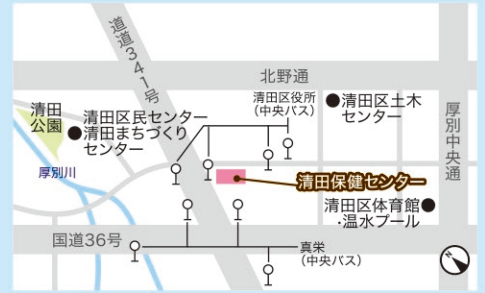 道道341号
北野通
清田区役所
(中央バス)
清田区土木
センター
清田
公園
清田区民センター
清田まちづくり
センター
厚別川
厚別中央通
清田保健センター
清田区体育館
・温水プール
国道36号
真栄
(中央バス)